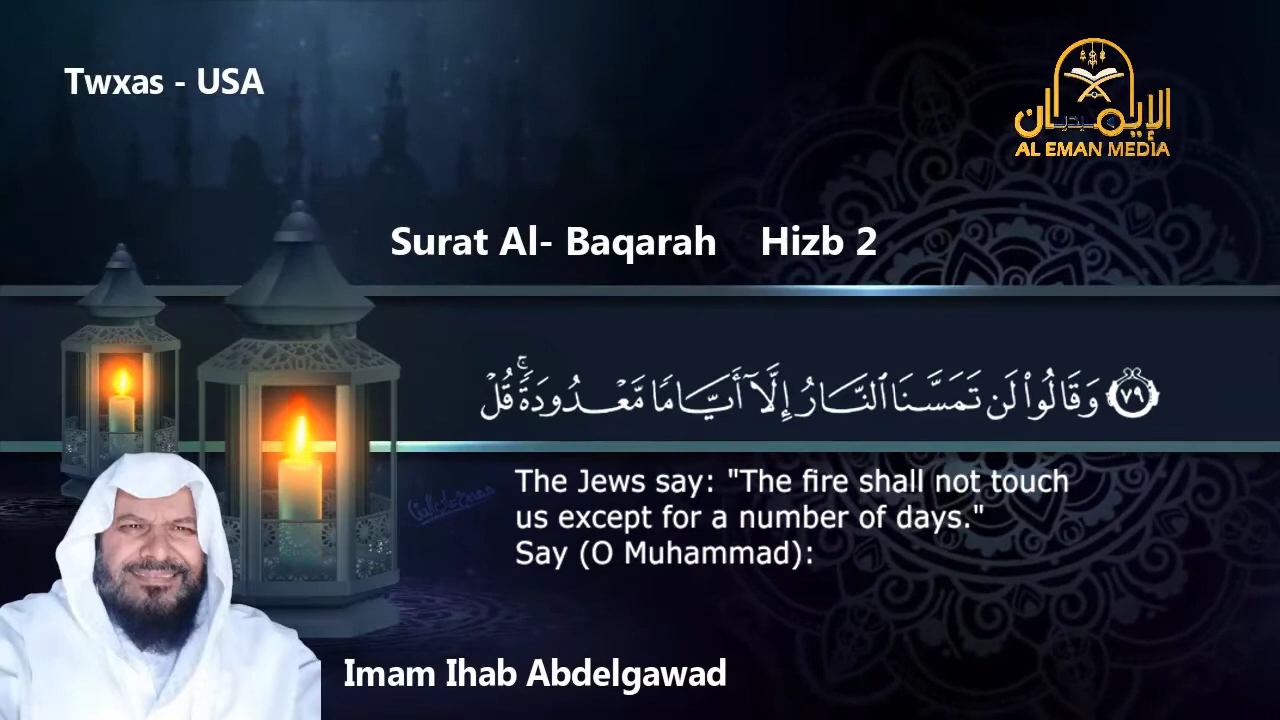 Twxas - USA
الإيمان
AL EMAN MEDIA
Surat Al- Baqarah Hizb 2
٧٩ وَقَالُوا۟ لَن تَمَسَّنَا ٱلنَّارُ إِلَّآ أَيَّامًا مَّعْدُودَةً ۚ قُلْ
The Jews say: "The fire shall not touch
us except for a number of days."
Say (O Muhammad):
Imam Ihab Abdelgawad